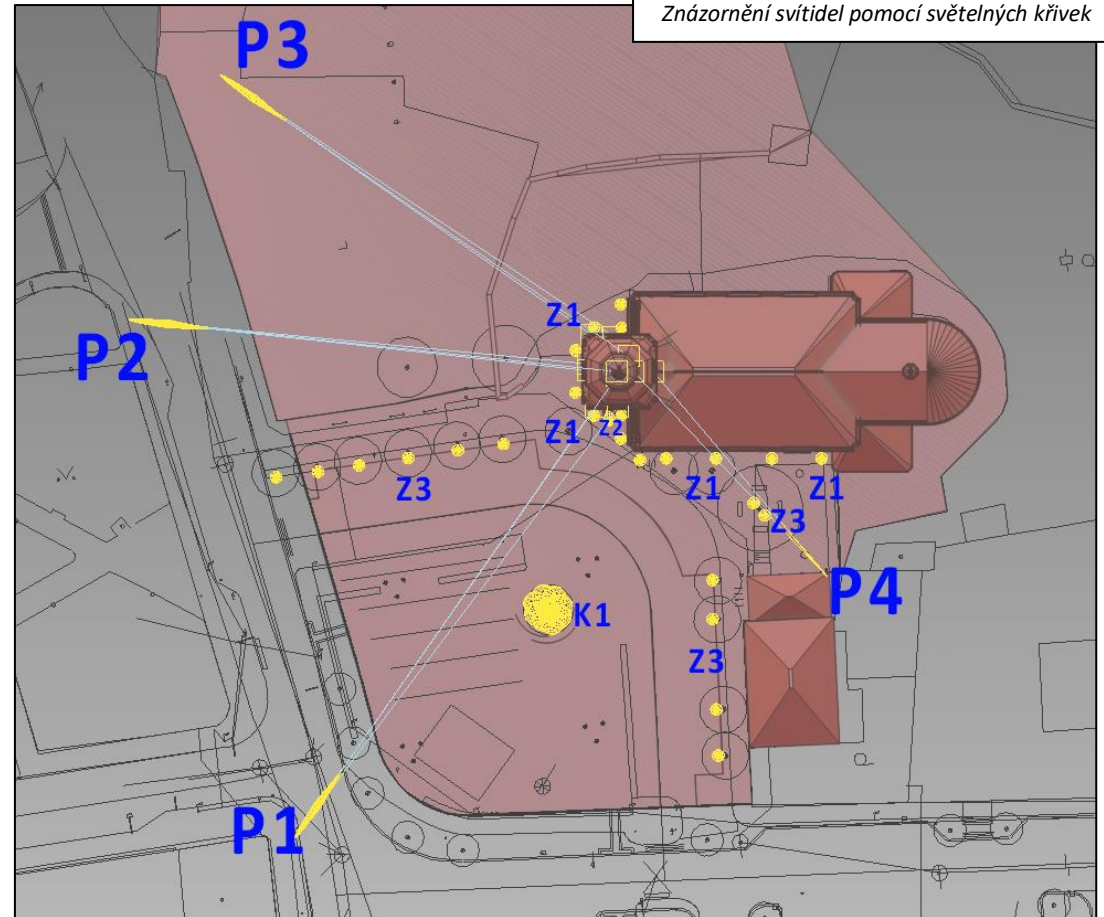 Znázornění svítidel pomocí světelných křivek
P3
Z1
P2
Z1
Z2
Z3
Z1
Z1
Z3
P4
K1
Z3
P1